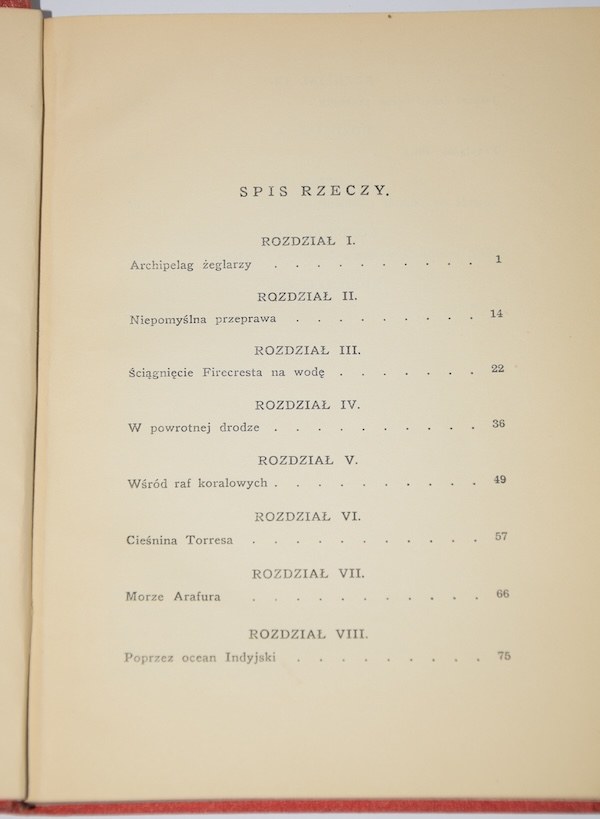 SPIS RZECZY.
ROZDZIAŁ I.
Archipelag żeglarzy . . . . . . . . . . 1
ROZDZIAŁ II.
Niepomyślna przeprawa . . . . . . . . . 14
ROZDZIAŁ III.
Ściągnięcie Firecresta na wodę . . . . . . . 22
ROZDZIAŁ IV.
W powrotnej drodze . . . . . . . . . . 36
ROZDZIAŁ V.
Wśród raf koralowych . . . . . . . . . . 49
ROZDZIAŁ VI.
Cieśnina Torresa . . . . . . . . . . . 57
ROZDZIAŁ VII.
Morze Arafura . . . . . . . . . . . 66
ROZDZIAŁ VIII.
Poprzez ocean Indyjski . . . . . . . . . 75